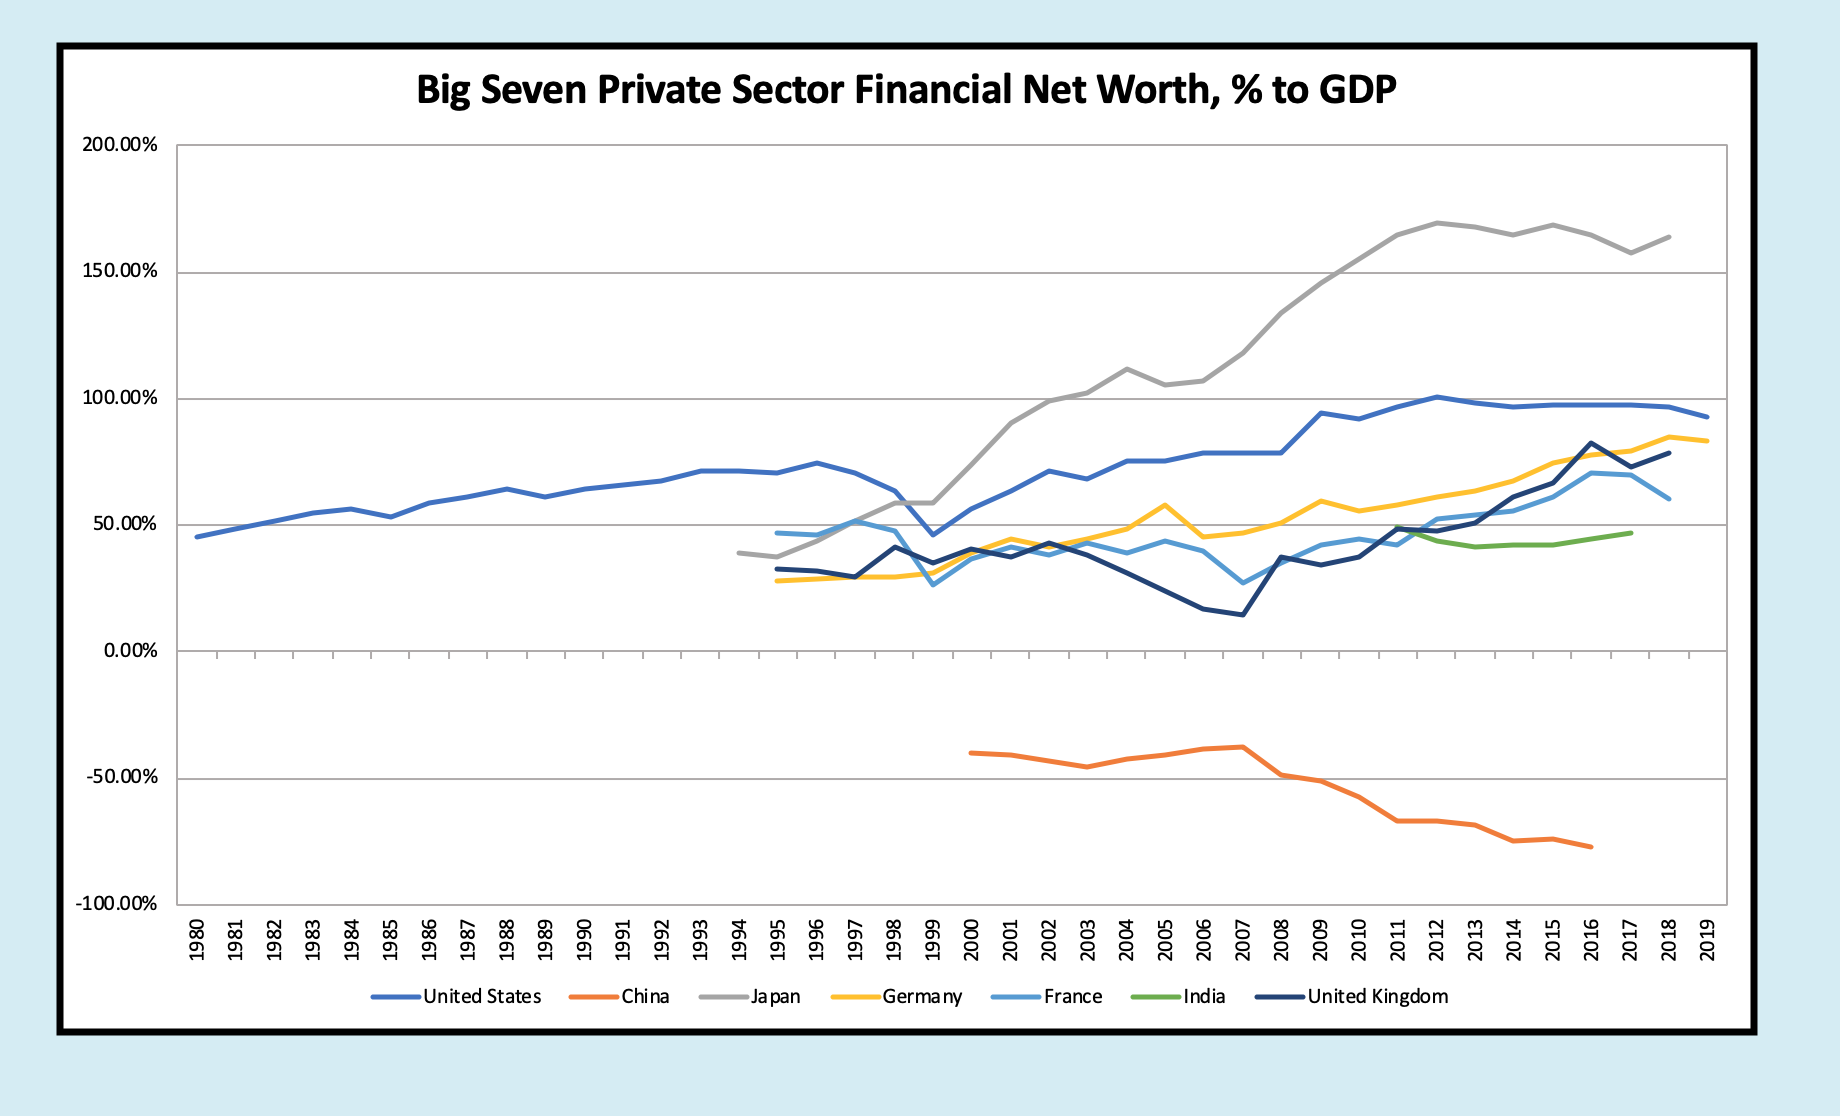 Big Seven Private Sector Financial Net Worth, % to GDP
200.00%
150.00%
100.00%
50.00%
0.00%
-50.00%
-100.00%
1980 1981 1982 1983 1984 1985 1986 1987 1988 1989 1990 1991 1992 1993 1994 1995 1996 1997 1998 1999 2000 2001 2002 2003 2004 2005 2006 2007 2008 2009 2010 2011 2012 2013 2014 2015 2016 2017 2018 2019
United States China Japan Germany France India United Kingdom